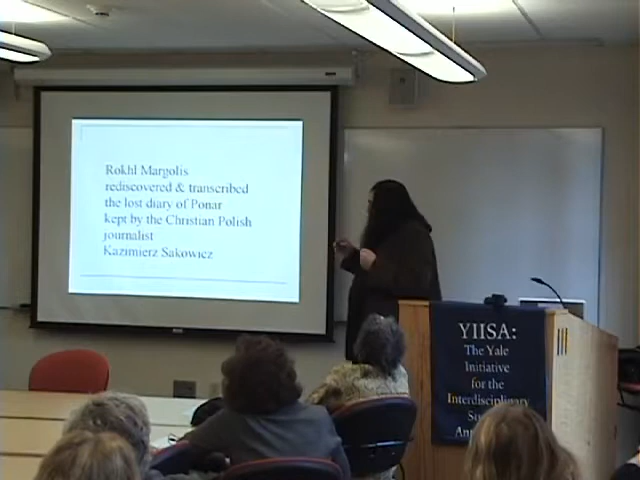 Rokhl Margolis
rediscovered & transcribed
the lost diary of Ponar
kept by the Christian Polish
journalist
Kazimierz Sakowicz
YIISA:
The Yale
Initiative
for the
Interdisciplinary